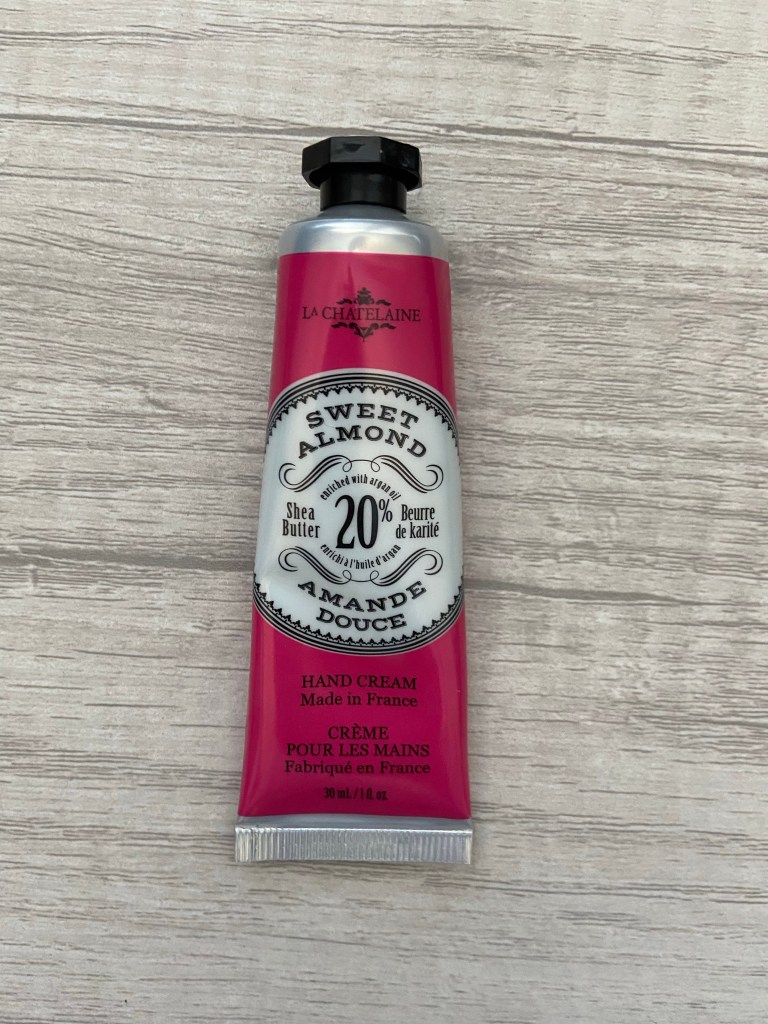 LA CHATELAINE
SWEET
ALMOND
enriched with argan oil
Shea
Butter
20%
Beurre
de karité
enrichi à l'huile d'argan
AMANDE
DOUCE
HAND CREAM
Made in France
CRÈME
POUR LES MAINS
Fabriqué en France
30 ml. / 1 fl. oz.